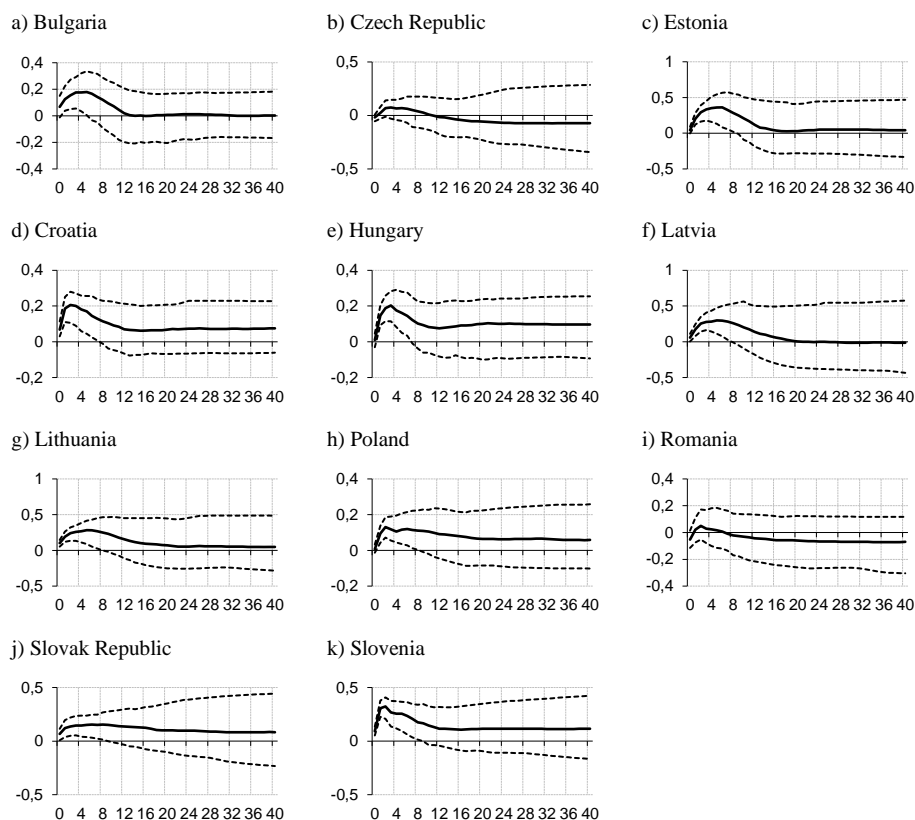 a) Bulgaria
0,4
0,2
0
-0,2
-0,4
0 4 8 12 16 20 24 28 32 36 40
b) Czech Republic
0,5
0
-0,5
0 4 8 12 16 20 24 28 32 36 40
c) Estonia
1
0,5
0
-0,5
0 4 8 12 16 20 24 28 32 36 40
d) Croatia
0,4
0,2
0
-0,2
0 4 8 12 16 20 24 28 32 36 40
e) Hungary
0,4
0,2
0
-0,2
0 4 8 12 16 20 24 28 32 36 40
f) Latvia
1
0,5
0
-0,5
0 4 8 12 16 20 24 28 32 36 40
g) Lithuania
1
0,5
0
-0,5
0 4 8 12 16 20 24 28 32 36 40
h) Poland
0,4
0,2
0
-0,2
0 4 8 12 16 20 24 28 32 36 40
i) Romania
0,4
0,2
0
-0,2
-0,4
0 4 8 12 16 20 24 28 32 36 40
j) Slovak Republic
0,5
0
-0,5
0 4 8 12 16 20 24 28 32 36 40
k) Slovenia
0,5
0
-0,5
0 4 8 12 16 20 24 28 32 36 40